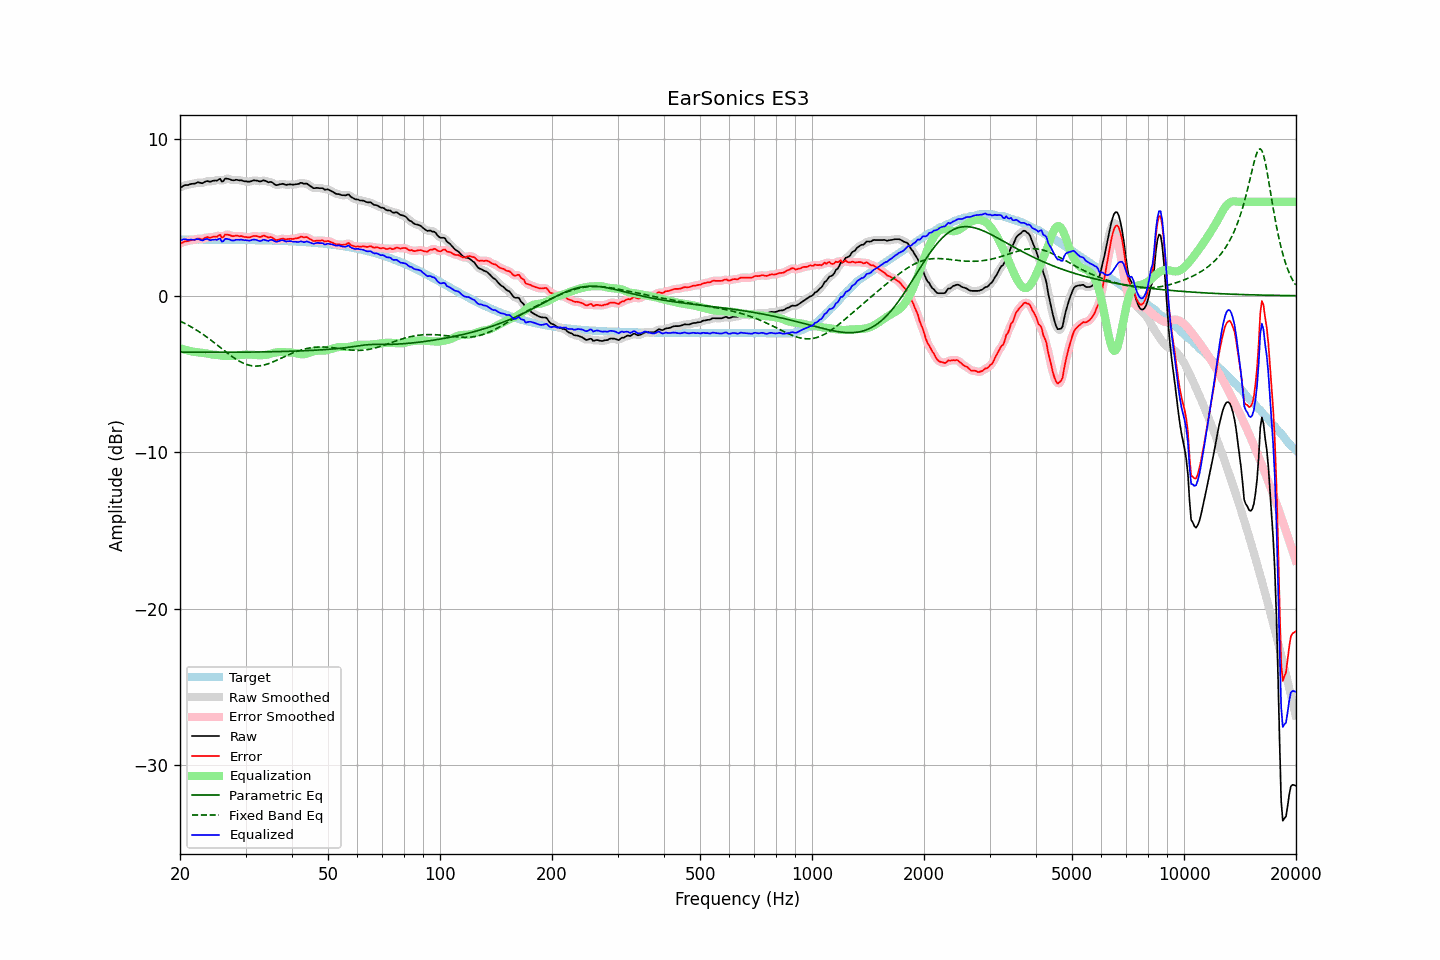 EarSonics ES3
10
0
−10
−20
−30
Amplitude (dBr)
Target
Raw Smoothed
Error Smoothed
Raw
Error
Equalization
Parametric Eq
Fixed Band Eq
Equalized
20 50 100 200 500 1000 2000 5000 10000 20000
Frequency (Hz)